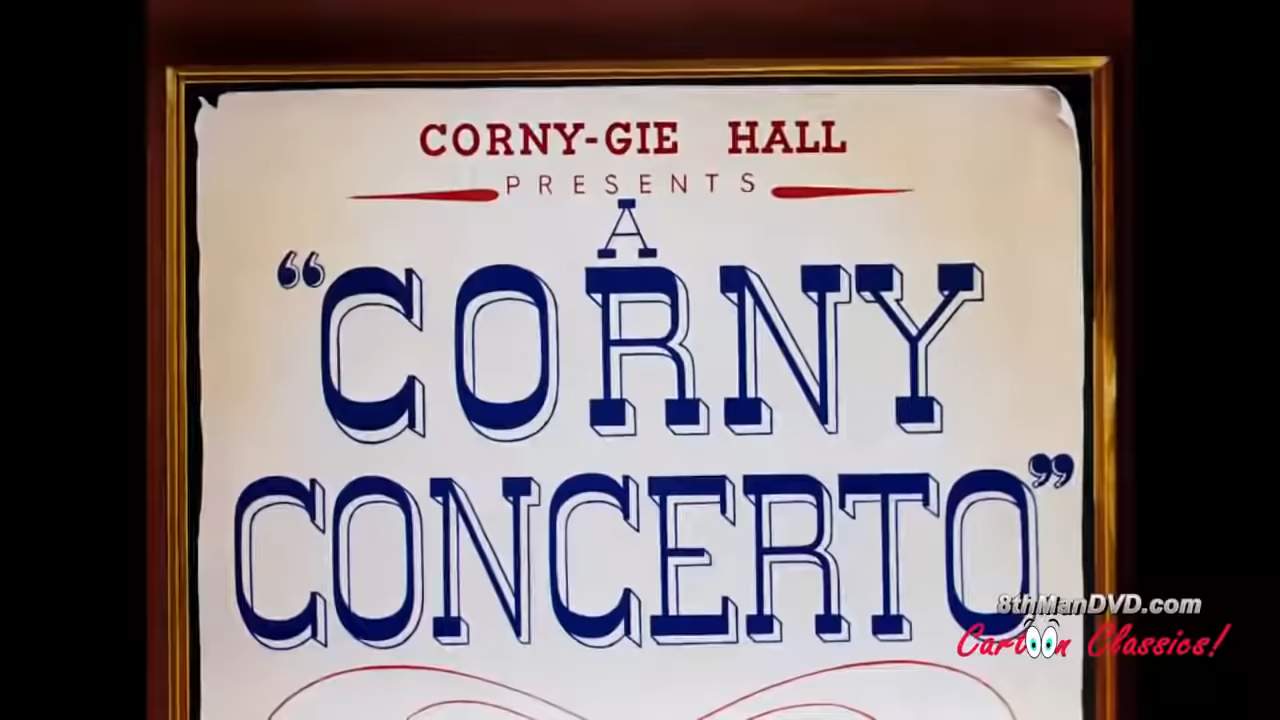 CORNY-GIE HALL
PRESENTS
A
“CORNY
CONCERTO”
8thManDVD.com
Cartoon Classics!